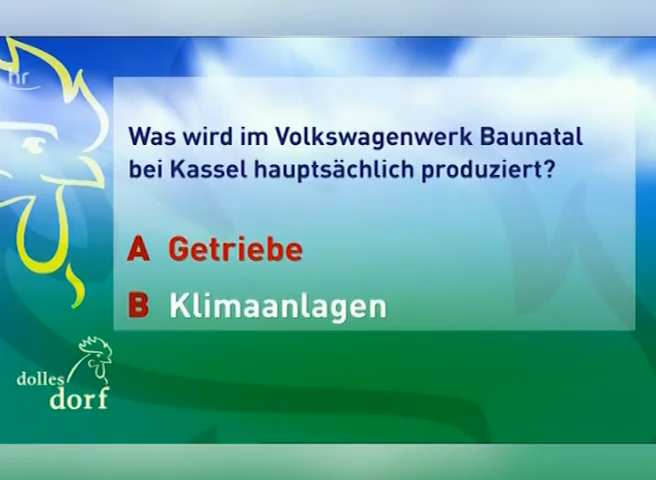 hr
Was wird im Volkswagenwerk Baunatal
bei Kassel hauptsächlich produziert?
A Getriebe
B Klimaanlagen
dolles
dorf